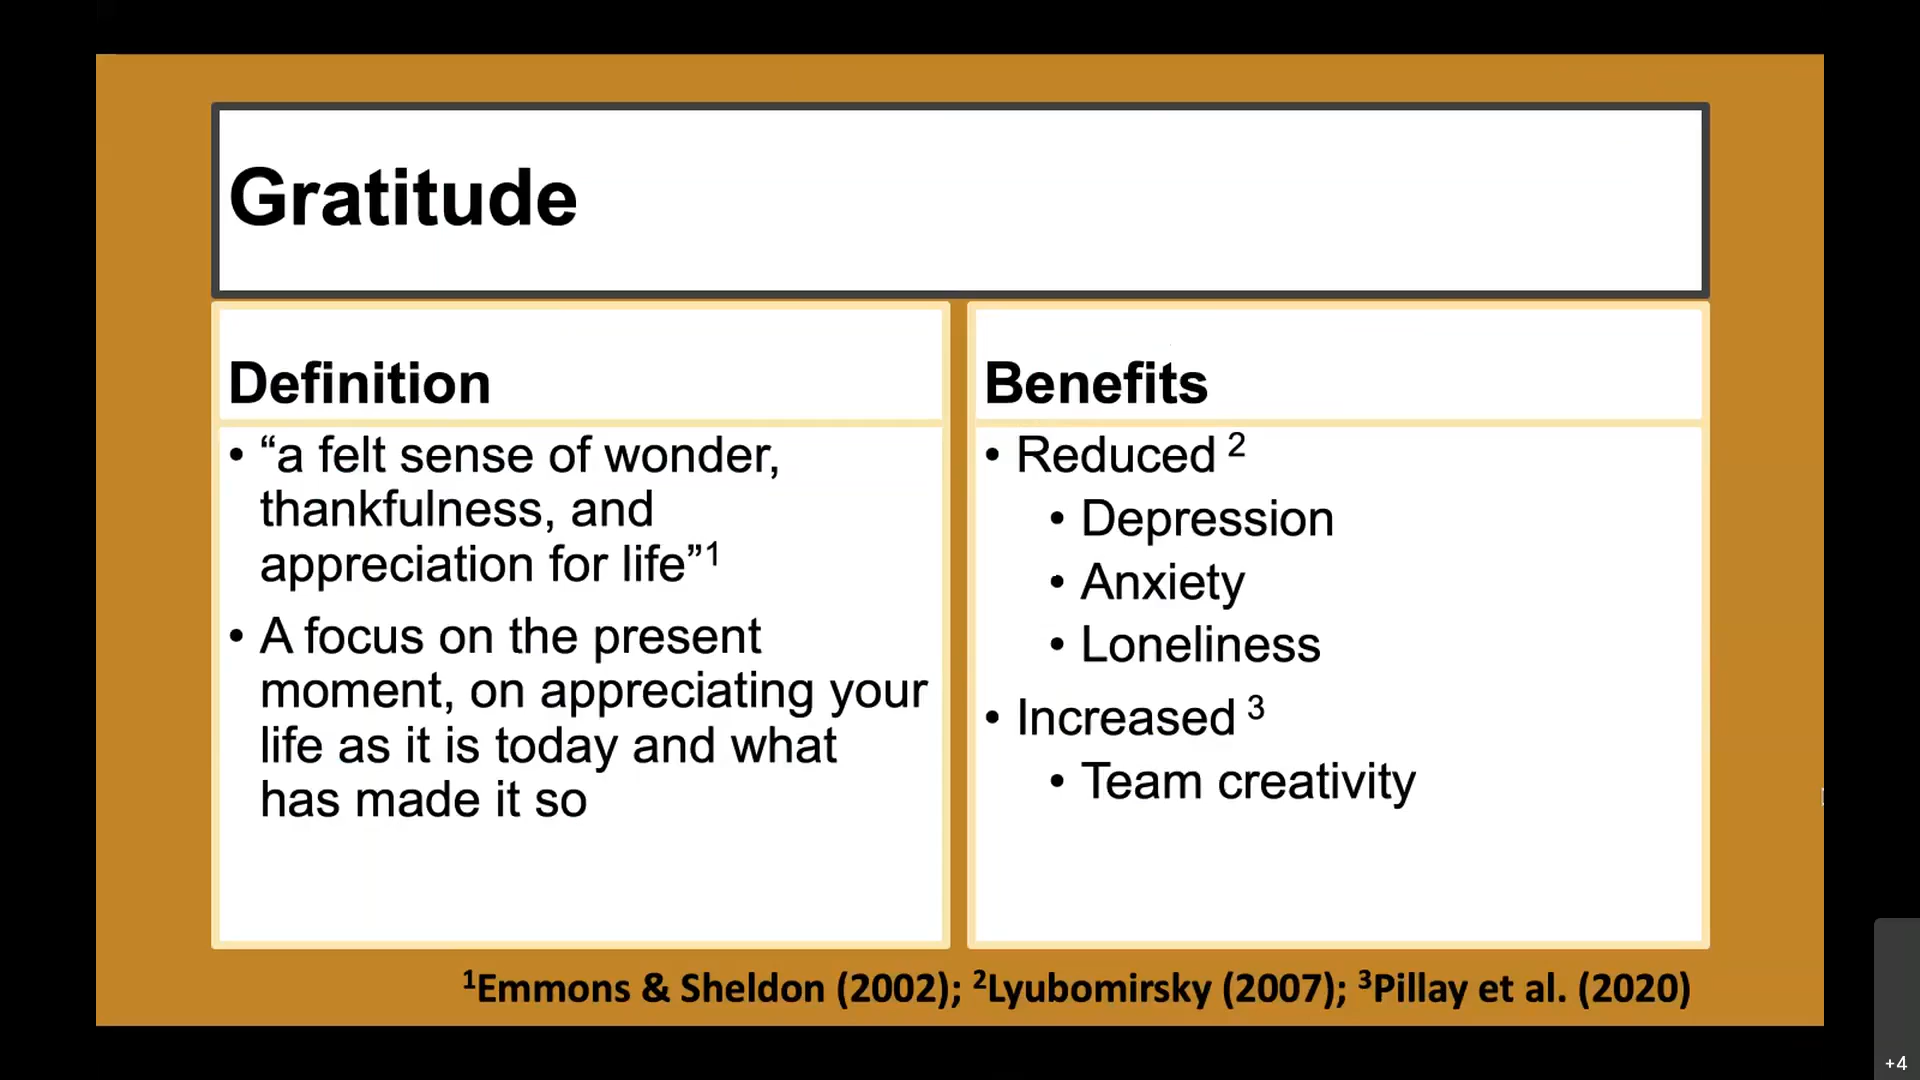 Gratitude
Definition
• “a felt sense of wonder,
thankfulness, and
appreciation for life”¹
• A focus on the present
moment, on appreciating your
life as it is today and what
has made it so
Benefits
• Reduced ²
• Depression
• Anxiety
• Loneliness
• Increased ³
• Team creativity
¹Emmons & Sheldon (2002); ²Lyubomirsky (2007); ³Pillay et al. (2020)
+4